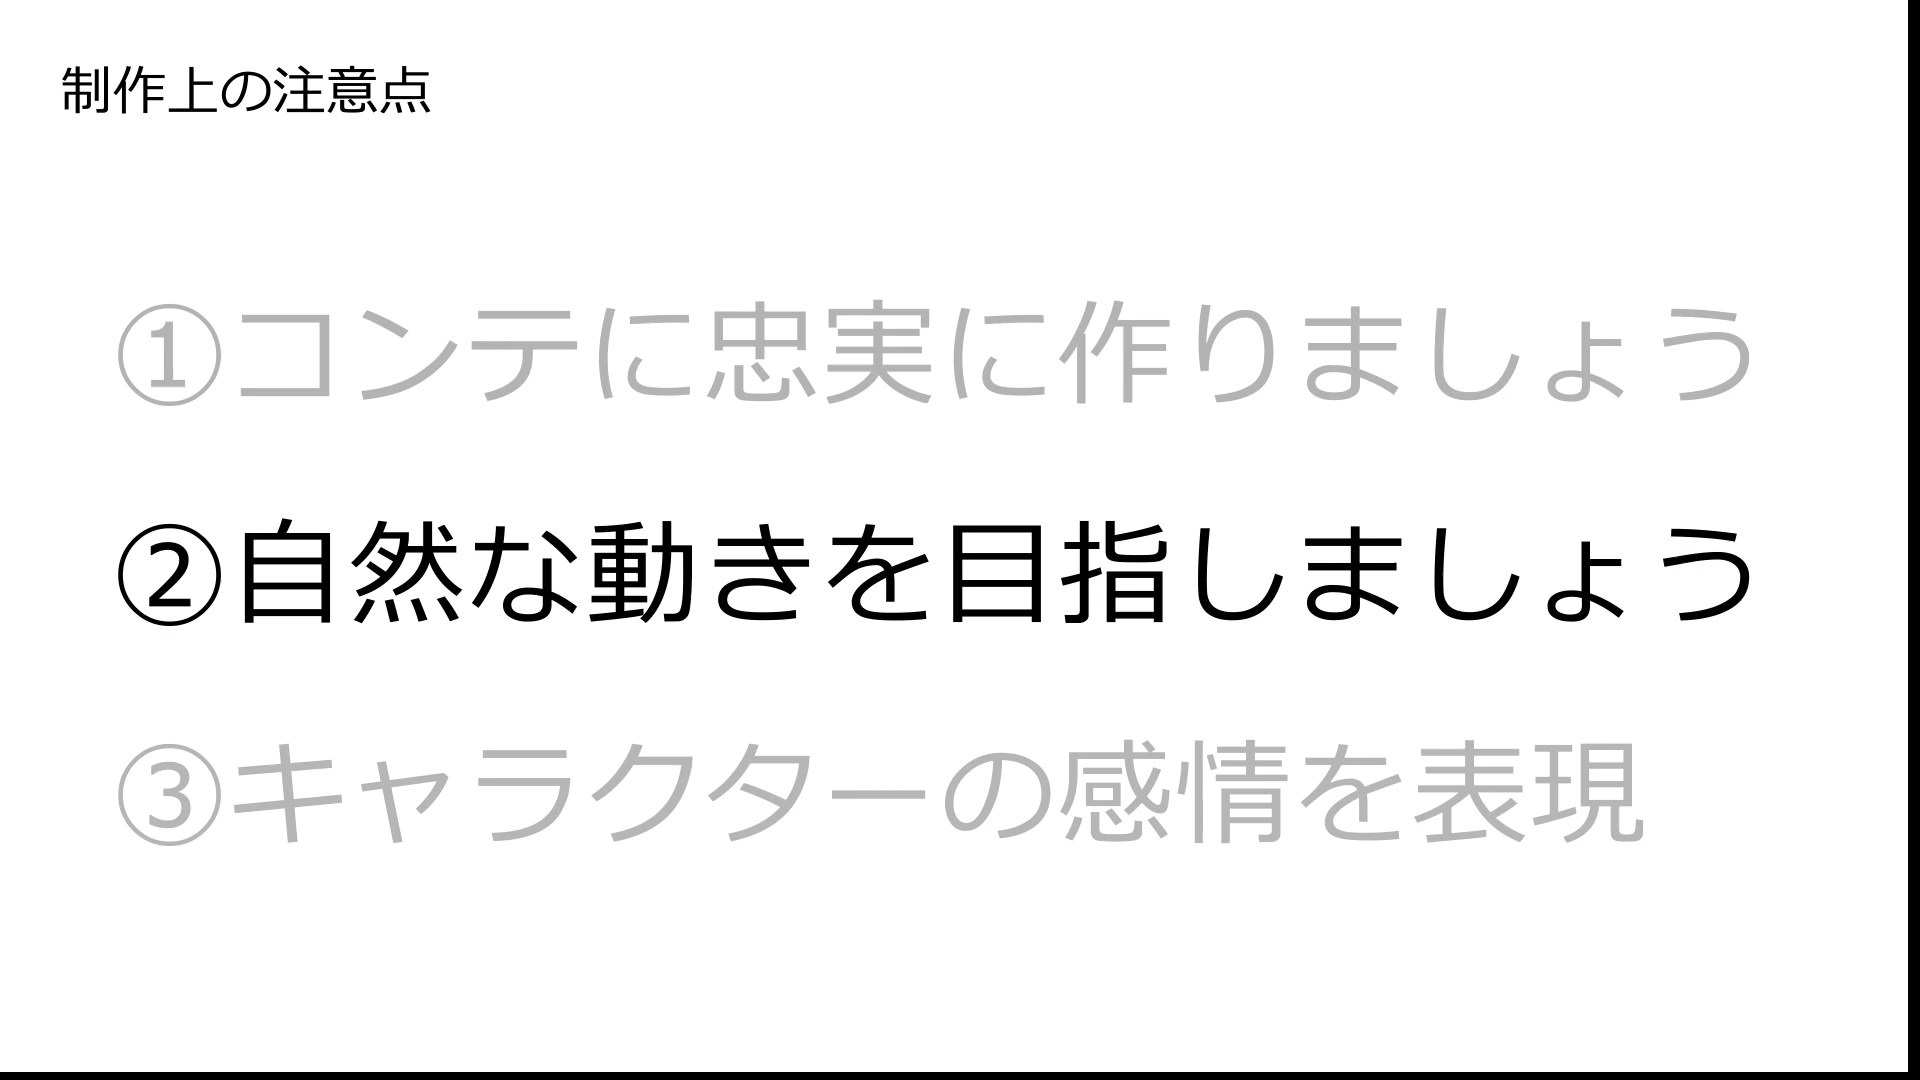 制作上の注意点
①コンテに忠実に作りましょう
②自然な動きを目指しましょう
③キャラクターの感情を表現